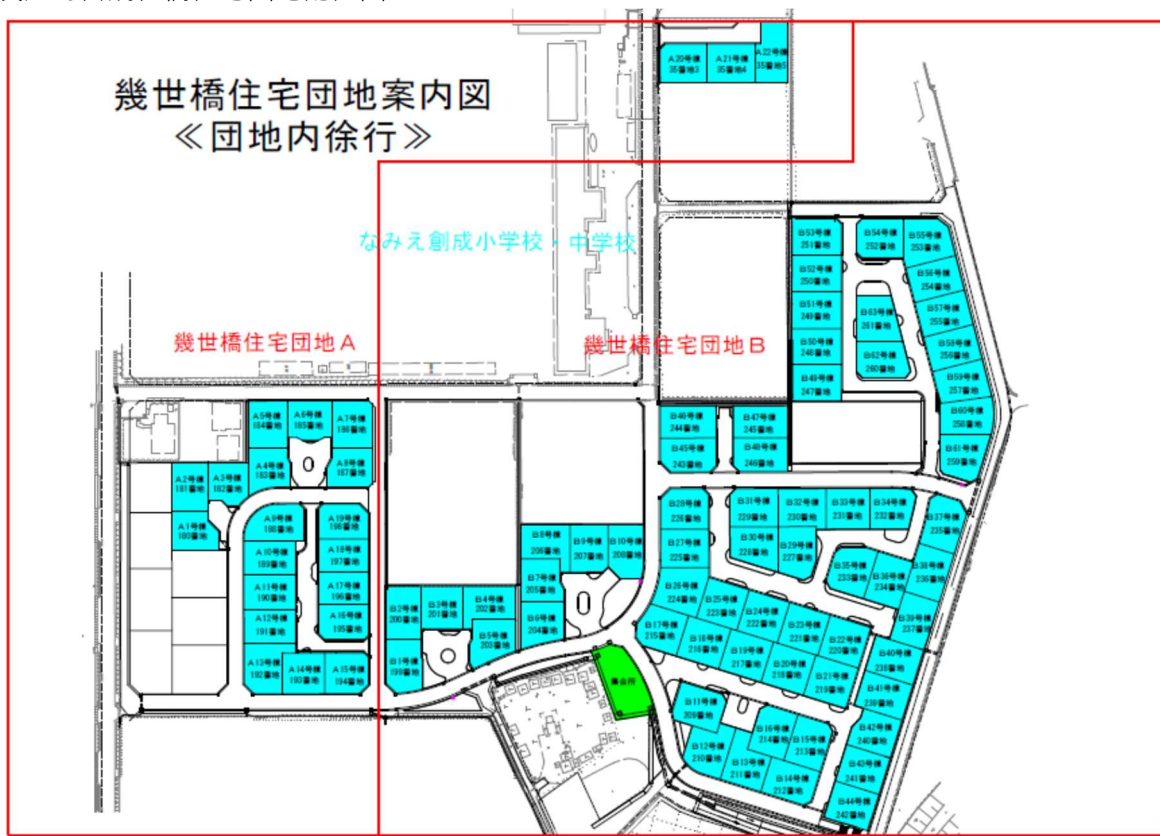 幾世橋住宅団地案内図
≪団地内徐行≫
A20号棟
35番地3
A21号棟
35番地4
A22号棟
35番地5
なみえ創成小学校・中学校
幾世橋住宅団地A
幾世橋住宅団地B
A5号棟
184番地
A6号棟
185番地
A7号棟
186番地
A4号棟
183番地
A8号棟
187番地
A2号棟
181番地
A3号棟
182番地
A1号棟
180番地
A9号棟
188番地
A19号棟
198番地
A10号棟
189番地
A18号棟
197番地
A11号棟
190番地
A17号棟
196番地
A12号棟
191番地
A16号棟
195番地
A13号棟
192番地
A14号棟
193番地
A15号棟
194番地
B2号棟
200番地
B3号棟
201番地
B4号棟
202番地
B1号棟
199番地
B5号棟
203番地
B8号棟
206番地
B9号棟
207番地
B10号棟
208番地
B7号棟
205番地
B6号棟
204番地
B53号棟
251番地
B54号棟
252番地
B55号棟
253番地
B52号棟
250番地
B56号棟
254番地
B51号棟
249番地
B63号棟
261番地
B57号棟
255番地
B50号棟
248番地
B62号棟
260番地
B58号棟
256番地
B49号棟
247番地
B59号棟
257番地
B60号棟
258番地
B61号棟
259番地
B46号棟
244番地
B47号棟
245番地
B45号棟
243番地
B48号棟
246番地
B28号棟
226番地
B31号棟
229番地
B32号棟
230番地
B33号棟
231番地
B34号棟
232番地
B37号棟
235番地
B27号棟
225番地
B30号棟
228番地
B29号棟
227番地
B35号棟
233番地
B36号棟
234番地
B38号棟
236番地
B26号棟
224番地
B25号棟
223番地
B24号棟
222番地
B23号棟
221番地
B22号棟
220番地
B39号棟
237番地
B17号棟
215番地
B18号棟
216番地
B19号棟
217番地
B20号棟
218番地
B21号棟
219番地
B40号棟
238番地
B41号棟
239番地
集会所
B11号棟
209番地
B16号棟
214番地
B15号棟
213番地
B42号棟
240番地
B12号棟
210番地
B13号棟
211番地
B14号棟
212番地
B43号棟
241番地
B44号棟
242番地